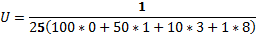 U = 1 / 25(100 * 0 + 50 * 1 + 10 * 3 + 1 * 8)